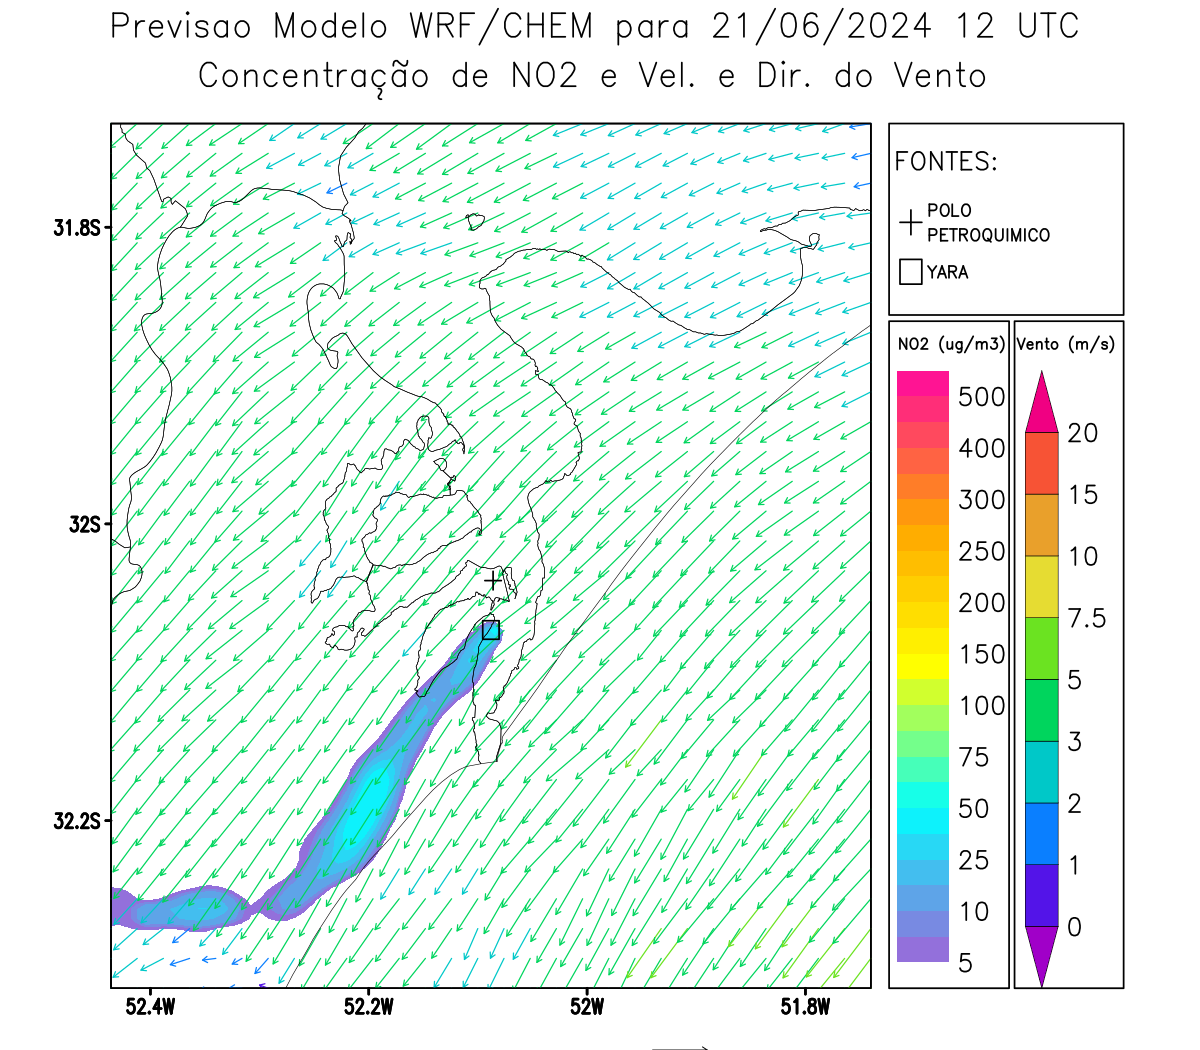 Previsao Modelo WRF/CHEM para 21/06/2024 12 UTC
Concentração de NO2 e Vel. e Dir. do Vento
FONTES:
POLO
PETROQUIMICO
YARA
31.8S
32S
32.2S
52.4W
52.2W
52W
51.8W
NO2 (ug/m3)
500
400
300
250
200
150
100
75
50
25
10
5
Vento (m/s)
20
15
10
7.5
5
3
2
1
0